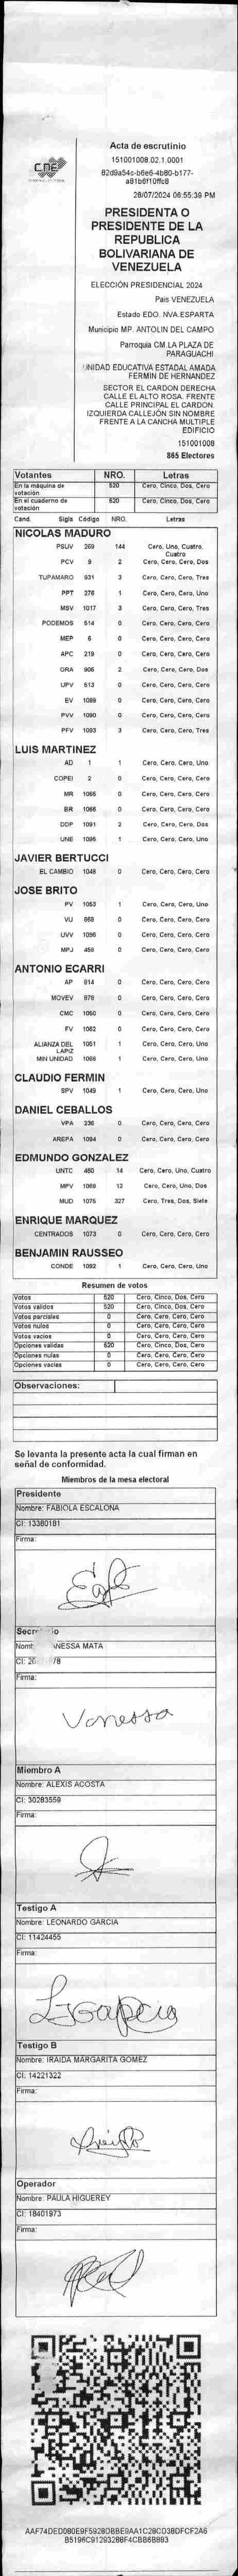 CNE
Acta de escrutinio
151001008.02.1.0001
82d9a54c-b6e6-4b80-b177-
a81b6f10ffc8
28/07/2024 06:55:39 PM
PRESIDENTA O
PRESIDENTE DE LA
REPUBLICA
BOLIVARIANA DE
VENEZUELA
ELECCIÓN PRESIDENCIAL 2024
Pais VENEZUELA
Estado EDO. NVA.ESPARTA
Municipio MP. ANTOLIN DEL CAMPO
Parroquia CM.LA PLAZA DE
PARAGUACHI
UNIDAD EDUCATIVA ESTADAL AMADA
FERMIN DE HERNANDEZ
SECTOR EL CARDON DERECHA
CALLE EL ALTO ROSA. FRENTE
CALLE PRINCIPAL EL CARDON.
IZQUIERDA CALLEJÓN SIN NOMBRE
FRENTE A LA CANCHA MULTIPLE
EDIFICIO
151001008
865 Electores
Votantes NRO. Letras
En la máquina de votación 520 Cero, Cinco, Dos, Cero
En el cuaderno de votación 520 Cero, Cinco, Dos, Cero
Cand. Sigla Código NRO. Letras
NICOLAS MADURO
PSUV 269 144 Cero, Uno, Cuatro, Cuatro
PCV 9 2 Cero, Cero, Cero, Dos
TUPAMARO 931 3 Cero, Cero, Cero, Tres
PPT 276 1 Cero, Cero, Cero, Uno
MSV 1017 3 Cero, Cero, Cero, Tres
PODEMOS 514 0 Cero, Cero, Cero, Cero
MEP 6 0 Cero, Cero, Cero, Cero
APC 219 0 Cero, Cero, Cero, Cero
ORA 906 2 Cero, Cero, Cero, Dos
UPV 513 0 Cero, Cero, Cero, Cero
EV 1089 0 Cero, Cero, Cero, Cero
PVV 1090 0 Cero, Cero, Cero, Cero
PFV 1093 3 Cero, Cero, Cero, Tres
LUIS MARTINEZ
AD 1 1 Cero, Cero, Cero, Uno
COPEI 2 0 Cero, Cero, Cero, Cero
MR 1065 0 Cero, Cero, Cero, Cero
BR 1066 0 Cero, Cero, Cero, Cero
DDP 1091 2 Cero, Cero, Cero, Dos
UNE 1095 1 Cero, Cero, Cero, Uno
JAVIER BERTUCCI
EL CAMBIO 1048 0 Cero, Cero, Cero, Cero
JOSE BRITO
PV 1053 1 Cero, Cero, Cero, Uno
VU 868 0 Cero, Cero, Cero, Cero
UVV 1096 0 Cero, Cero, Cero, Cero
MPJ 458 0 Cero, Cero, Cero, Cero
ANTONIO ECARRI
AP 814 0 Cero, Cero, Cero, Cero
MOVEV 878 0 Cero, Cero, Cero, Cero
CMC 1050 0 Cero, Cero, Cero, Cero
FV 1062 0 Cero, Cero, Cero, Cero
ALIANZA DEL LAPIZ 1051 1 Cero, Cero, Cero, Uno
MIN UNIDAD 1088 1 Cero, Cero, Cero, Uno
CLAUDIO FERMIN
SPV 1049 1 Cero, Cero, Cero, Uno
DANIEL CEBALLOS
VPA 236 0 Cero, Cero, Cero, Cero
AREPA 1094 0 Cero, Cero, Cero, Cero
EDMUNDO GONZALEZ
UNTC 460 14 Cero, Cero, Uno, Cuatro
MPV 1069 12 Cero, Cero, Uno, Dos
MUD 1075 327 Cero, Tres, Dos, Siete
ENRIQUE MARQUEZ
CENTRADOS 1073 0 Cero, Cero, Cero, Cero
BENJAMIN RAUSSEO
CONDE 1092 1 Cero, Cero, Cero, Uno
Resumen de votos
Votos 520 Cero, Cinco, Dos, Cero
Votos validos 520 Cero, Cinco, Dos, Cero
Votos parciales 0 Cero, Cero, Cero, Cero
Votos nulos 0 Cero, Cero, Cero, Cero
Votos vacios 0 Cero, Cero, Cero, Cero
Opciones validas 520 Cero, Cinco, Dos, Cero
Opciones nulas 0 Cero, Cero, Cero, Cero
Opciones vacias 0 Cero, Cero, Cero, Cero
Observaciones:
Se levanta la presente acta la cual firman en
señal de conformidad.
Miembros de la mesa electoral
Presidente
Nombre: FABIOLA ESCALONA
CI: 13380181
Firma:
Secre io
Nomb NESSA MATA
CI: 26 78
Firma:
Vanessa
Miembro A
Nombre: ALEXIS ACOSTA
CI: 30283559
Firma:
Testigo A
Nombre: LEONARDO GARCIA
CI: 11424455
Firma:
LGarcia
Testigo B
Nombre: IRAIDA MARGARITA GOMEZ
CI: 14221322
Firma:
Operador
Nombre: PAULA HIGUEREY
CI: 18401973
Firma:
AAF74DED080E9F5928DBBE9AA1C28CD38DFCF2A6
B5196C91293288F4CBB6B883